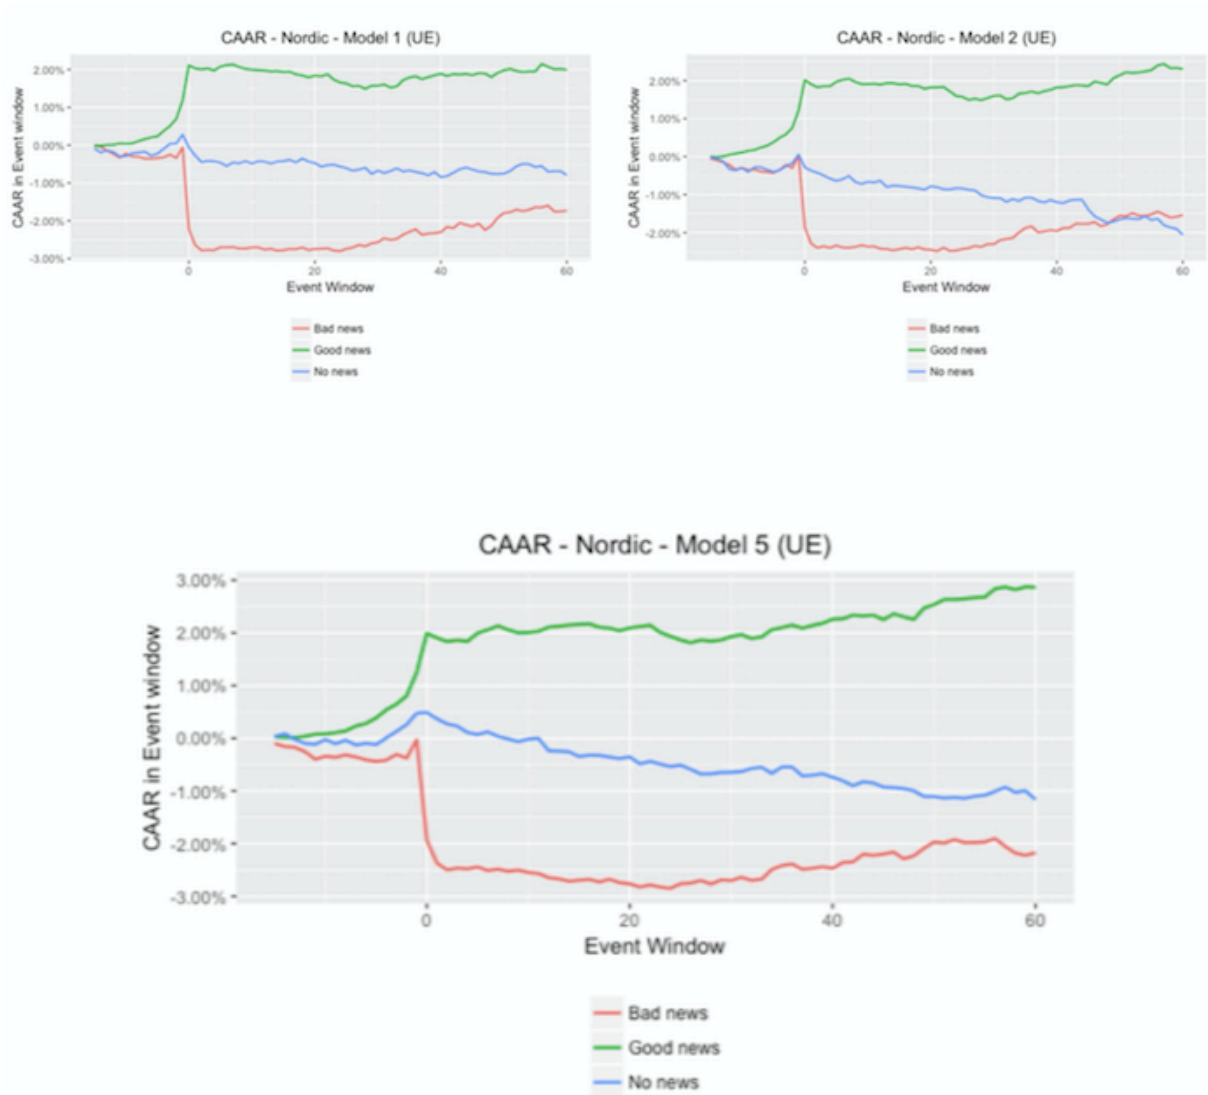 CAAR - Nordic - Model 1 (UE)
CAAR in Event window
2.00%
1.00%
0.00%
-1.00%
-2.00%
-3.00%
0 20 40 60
Event Window
Bad news
Good news
No news
CAAR - Nordic - Model 2 (UE)
CAAR in Event window
2.00%
1.00%
0.00%
-1.00%
-2.00%
0 20 40 60
Event Window
Bad news
Good news
No news
CAAR - Nordic - Model 5 (UE)
CAAR in Event window
3.00%
2.00%
1.00%
0.00%
-1.00%
-2.00%
-3.00%
0 20 40 60
Event Window
Bad news
Good news
No news